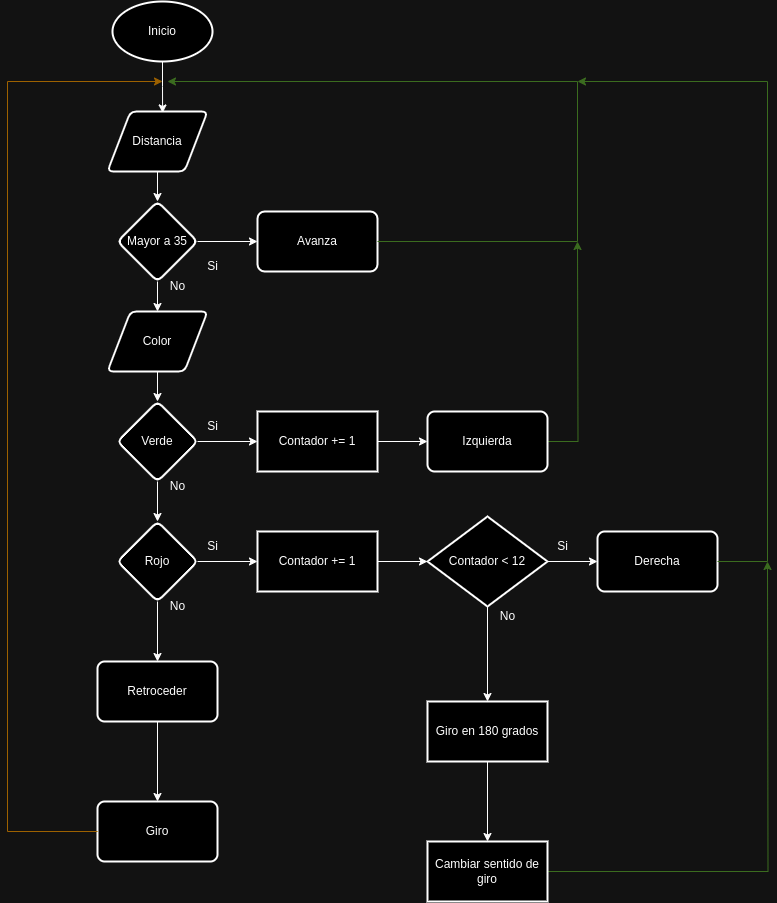 Inicio
Distancia
Mayor a 35
Avanza
Si
No
Color
Si
Verde
Contador += 1
Izquierda
No
Si
Si
Rojo
Contador += 1
Contador < 12
Derecha
No
No
Retroceder
Giro en 180 grados
Giro
Cambiar sentido de
giro